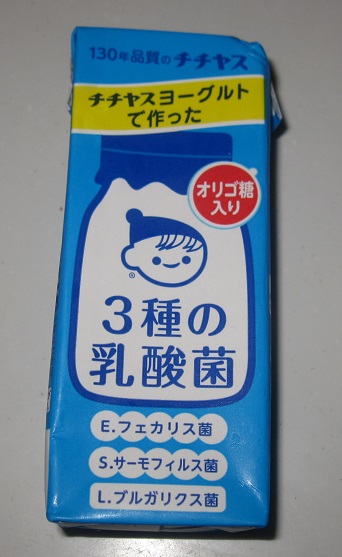 130年品質のチチヤス
チチヤスヨーグルト
で作った
オリゴ糖
入り
®
3種の
乳酸菌
E.フェカリス菌
S.サーモフィルス菌
L.ブルガリクス菌